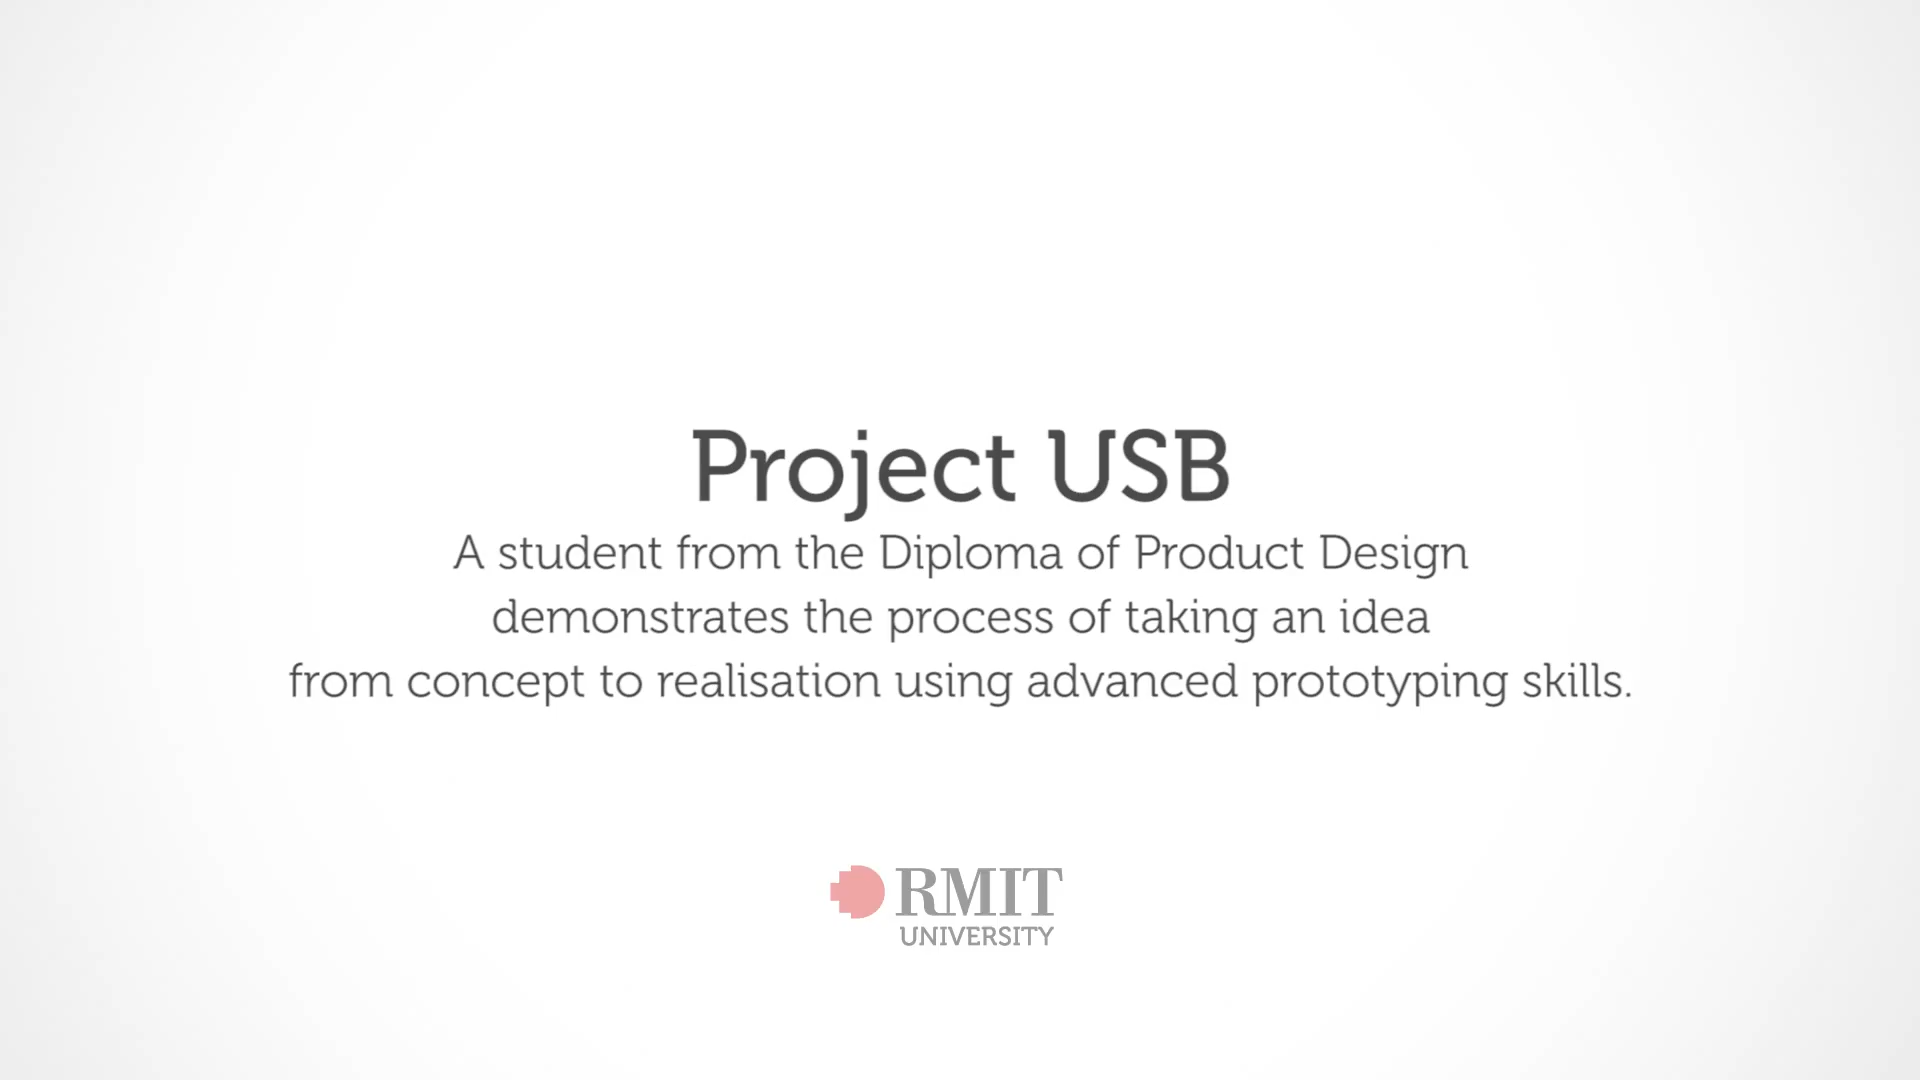 Project USB
A student from the Diploma of Product Design
demonstrates the process of taking an idea
from concept to realisation using advanced prototyping skills.
RMIT
UNIVERSITY